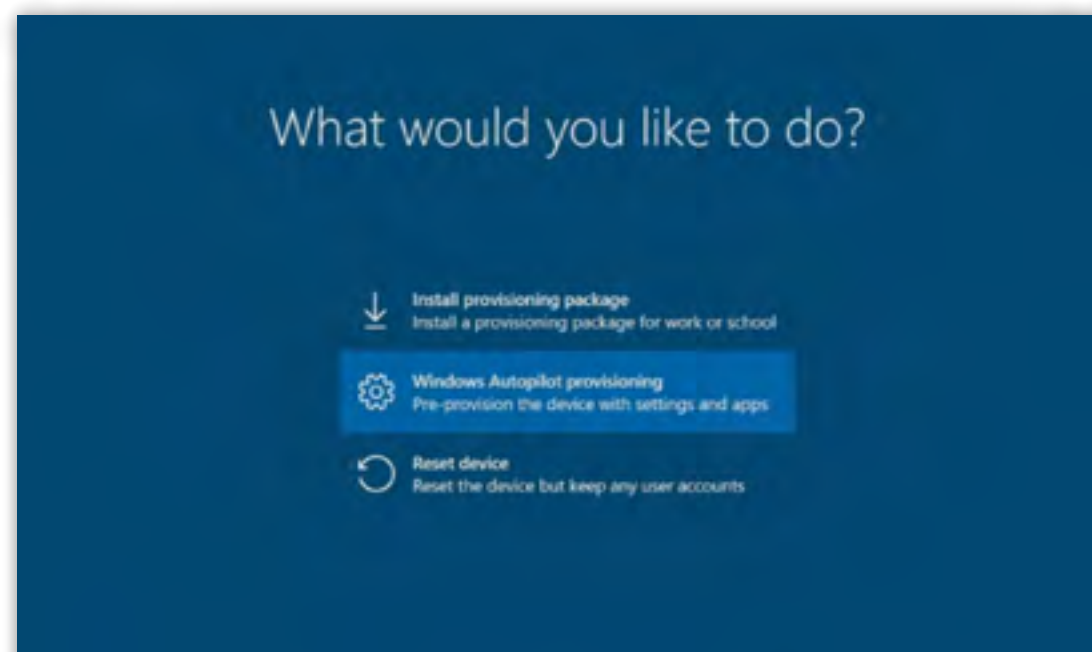 What would you like to do?
Install provisioning package
Install a provisioning package for work or school
Windows Autopilot provisioning
Pre-provision the device with settings and apps
Reset device
Reset the device but keep any user accounts